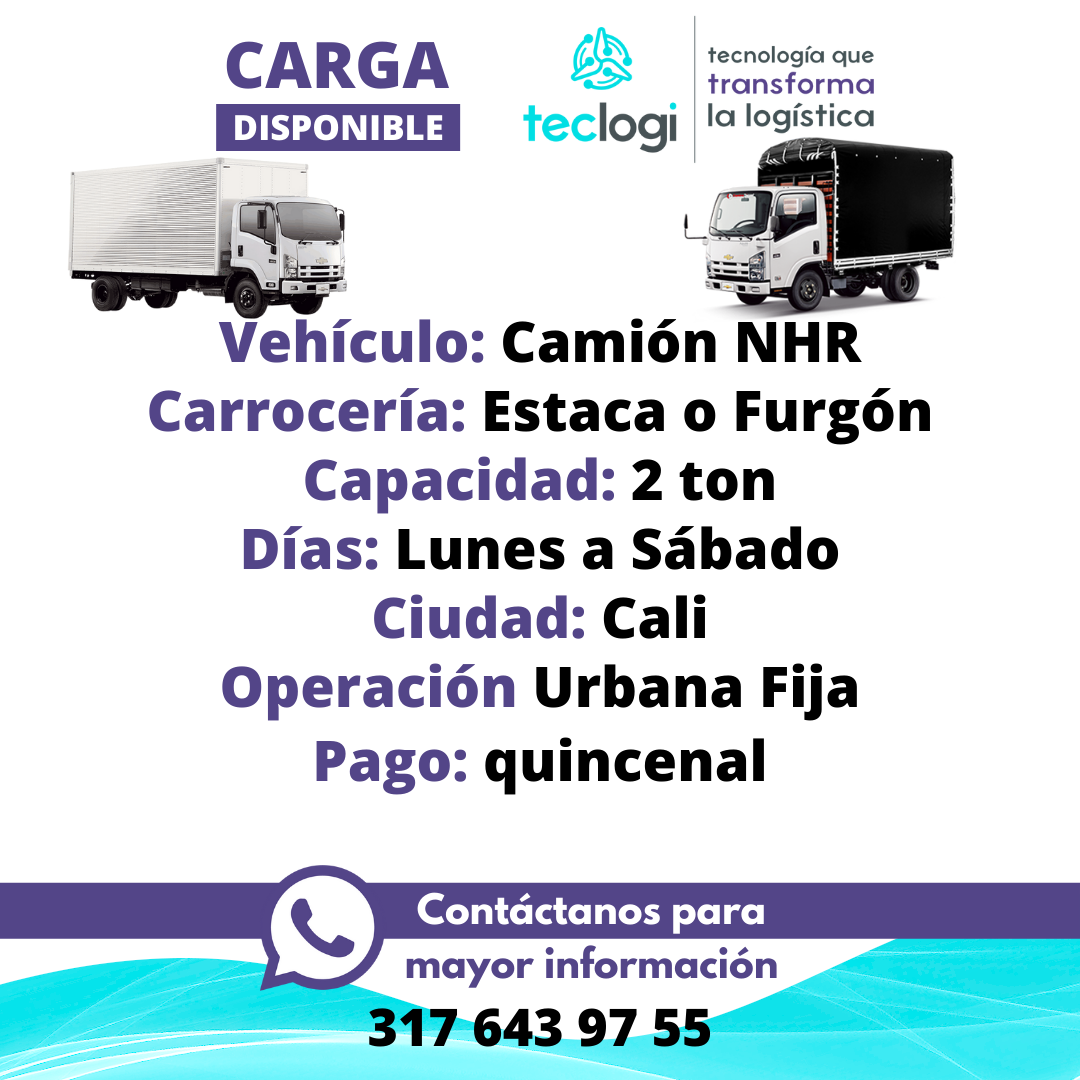 CARGA
DISPONIBLE
teclogi
tecnología que
transforma
la logística
Vehículo: Camión NHR
Carrocería: Estaca o Furgón
Capacidad: 2 ton
Días: Lunes a Sábado
Ciudad: Cali
Operación Urbana Fija
Pago: quincenal
Contáctanos para
mayor información
317 643 97 55